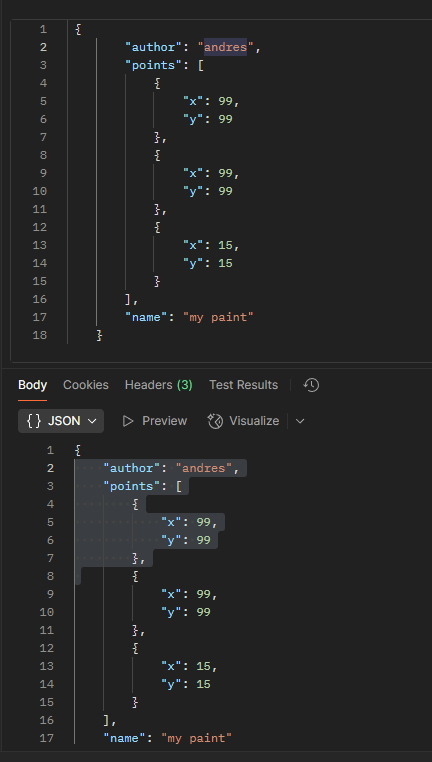 1 {
2 "author": "andres",
3 "points": [
4 {
5 "x": 99,
6 "y": 99
7 },
8 {
9 "x": 99,
10 "y": 99
11 },
12 {
13 "x": 15,
14 "y": 15
15 }
16 ],
17 "name": "my paint"
18 }
Body Cookies Headers (3) Test Results
{} JSON Preview Visualize
1 {
2 "author": "andres",
3 "points": [
4 {
5 "x": 99,
6 "y": 99
7 },
8 {
9 "x": 99,
10 "y": 99
11 },
12 {
13 "x": 15,
14 "y": 15
15 }
16 ],
17 "name": "my paint"